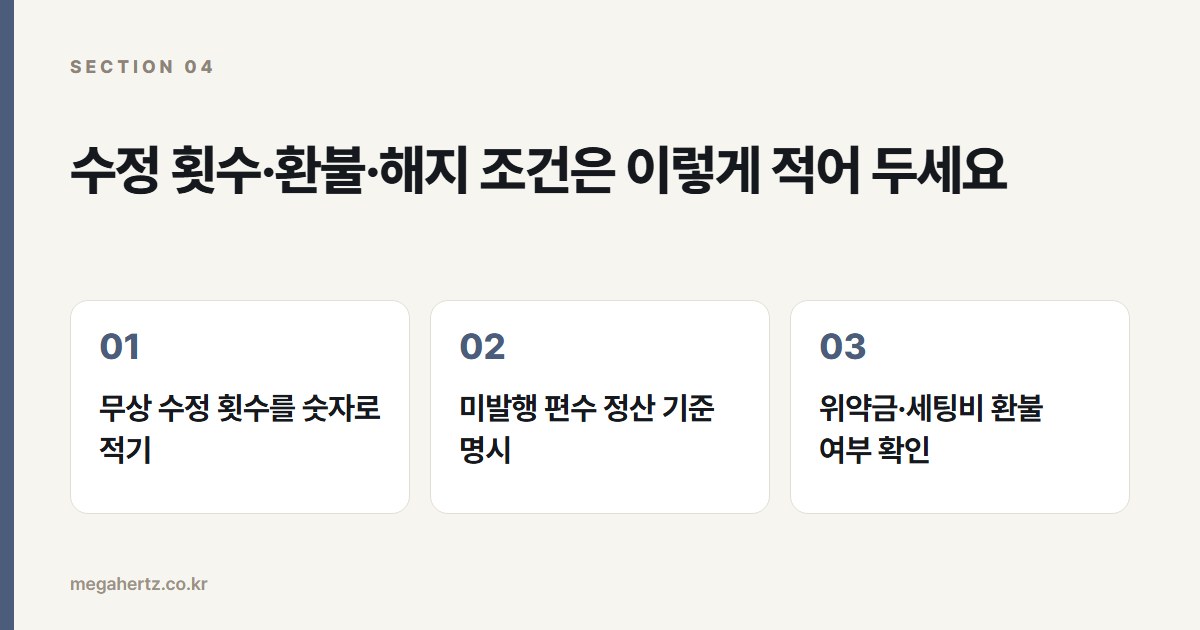 SECTION 04
수정 횟수·환불·해지 조건은 이렇게 적어 두세요
01
무상 수정 횟수를 숫자로
적기
02
미발행 편수 정산 기준
명시
03
위약금·세팅비 환불
여부 확인
megahertz.co.kr